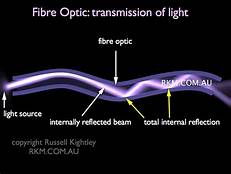 Fibre Optic: transmission of light
fibre optic
RKM.COM.AU
light source
internally reflected beam
total internal reflection
copyright Russell Kightley
RKM.COM.AU